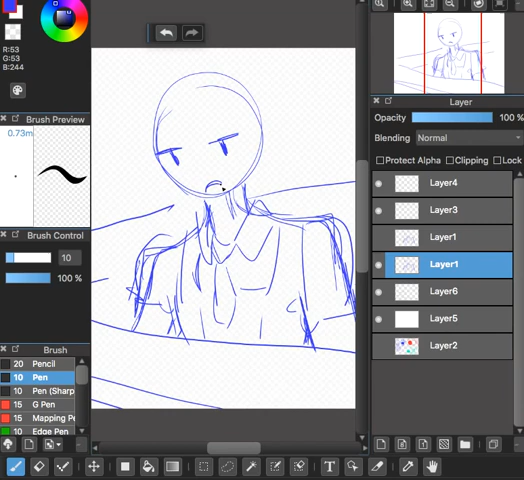 R:53
G:53
B:244
Brush Preview
0.73m
Brush Control
10
100 %
Brush
20 Pencil
10 Pen
10 Pen (Sharp
15 G Pen
15 Mapping Pe
10 Edge Pen
Layer
Opacity 100 %
Blending Normal
Protect Alpha Clipping Lock
Layer4
Layer3
Layer1
Layer1
Layer6
Layer5
Layer2
T